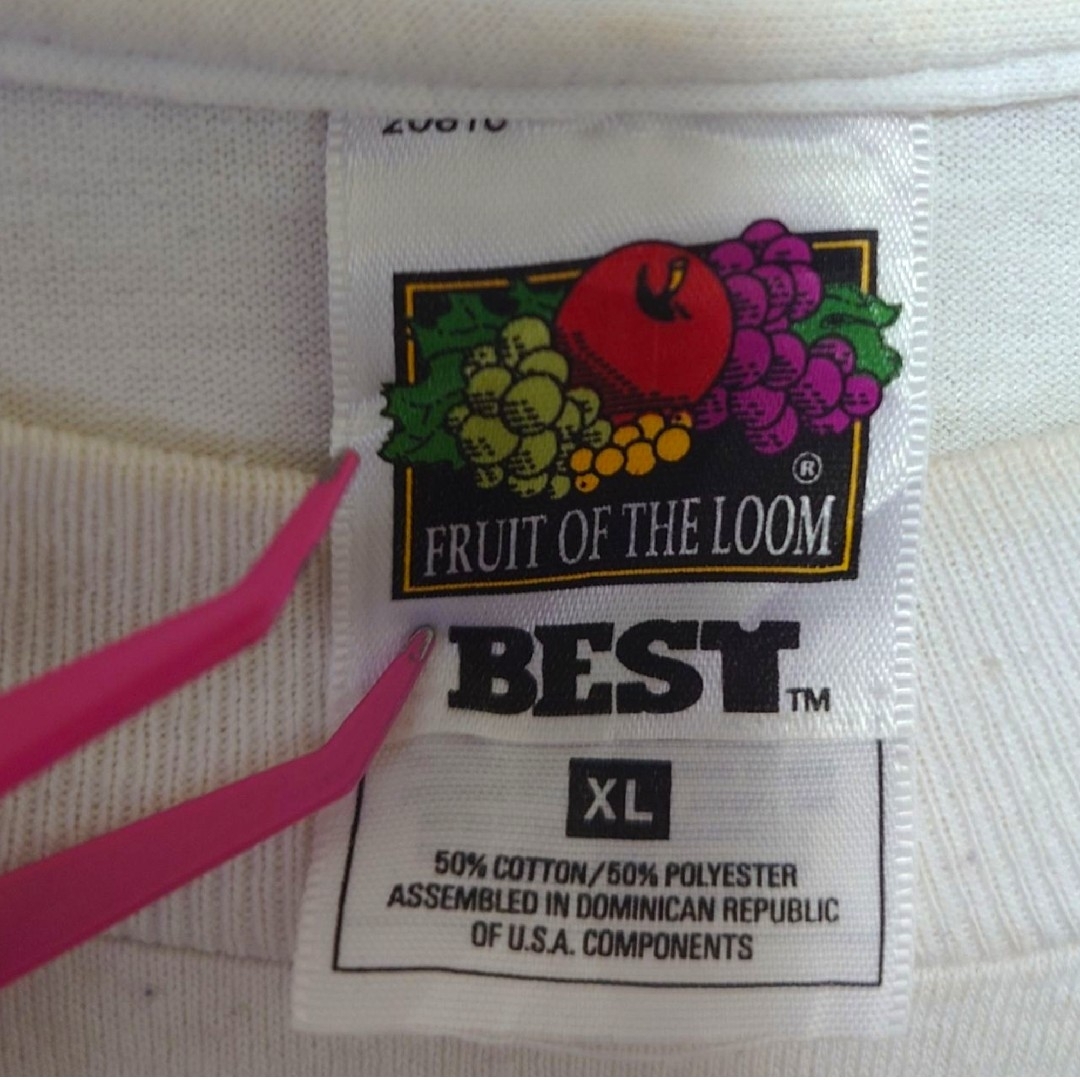 ®
FRUIT OF THE LOOM
BEST™
XL
50% COTTON/50% POLYESTER
ASSEMBLED IN DOMINICAN REPUBLIC
OF U.S.A. COMPONENTS